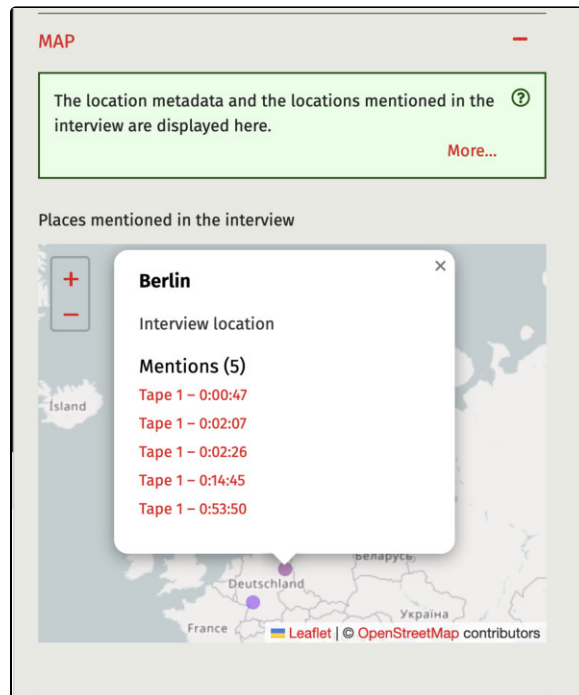 MAP
The location metadata and the locations mentioned in the
interview are displayed here.
More...
Places mentioned in the interview
+
−
Berlin
×
Interview location
Mentions (5)
Tape 1 – 0:00:47
Tape 1 – 0:02:07
Tape 1 – 0:02:26
Tape 1 – 0:14:45
Tape 1 – 0:53:50
Ísland
Беларусь
Deutschland
Україна
France
Leaflet | © OpenStreetMap contributors